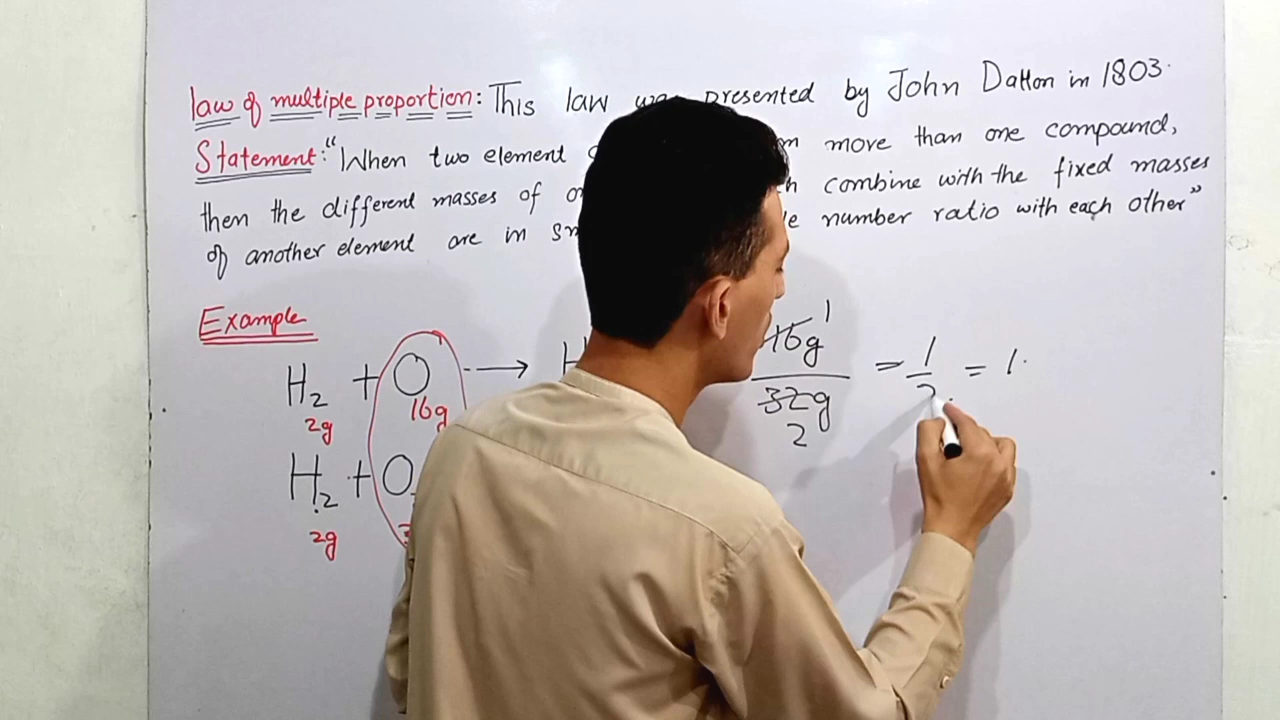 law of multiple proportion: This law was presented by John Dalton in 1803.
Statement: "When two element more than one compound,
then the different masses of combine with the fixed masses
of another element are in number ratio with each other"
Example
H2 + O → 16g 1 = 1 = 1.
2g 16g 32g 2
2
H2 + O
2g